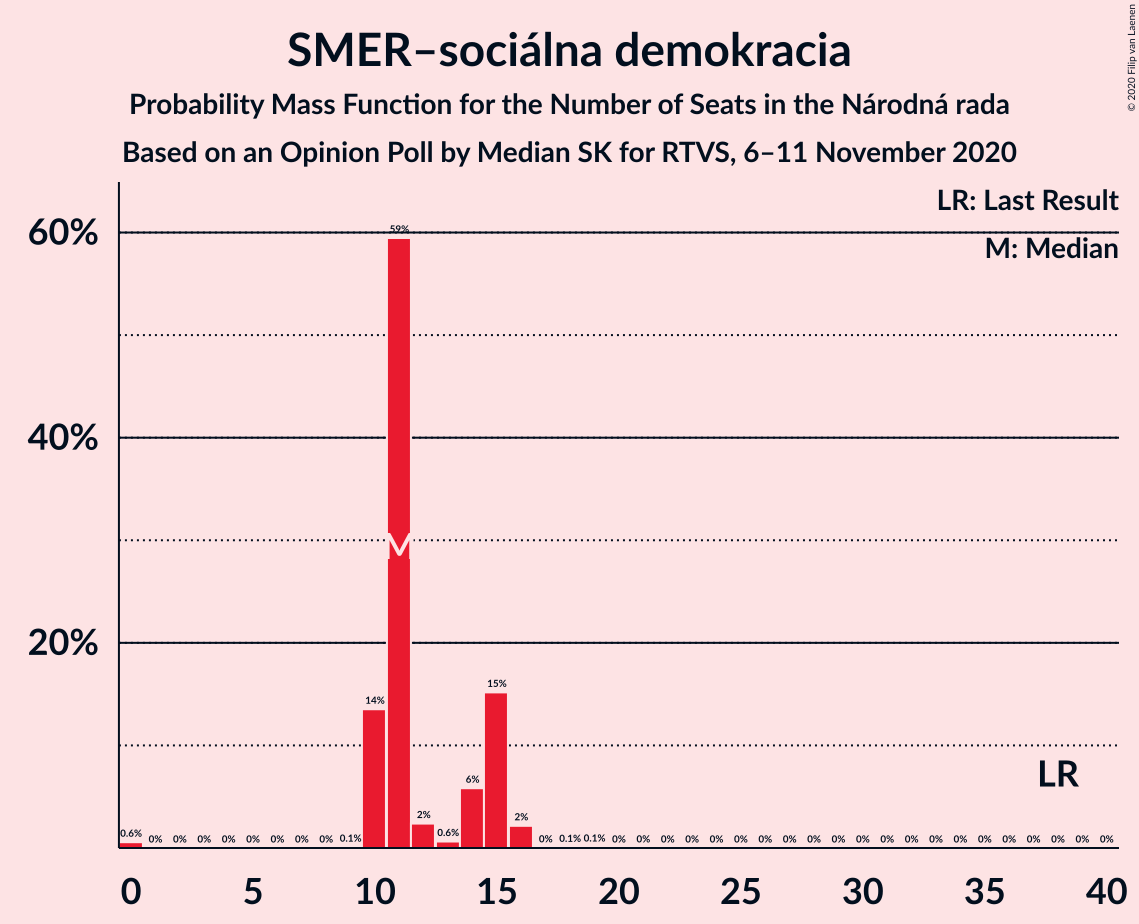 SMER–sociálna demokracia
Probability Mass Function for the Number of Seats in the Národná rada
Based on an Opinion Poll by Median SK for RTVS, 6–11 November 2020
© 2020 Filip van Laenen
LR: Last Result
M: Median
60%
40%
20%
59%
M
15%
14%
6%
2% 2%
LR
0.6% 0% 0% 0% 0% 0% 0% 0% 0% 0.1% 0.6% 0% 0.1% 0.1% 0% 0% 0% 0% 0% 0% 0% 0% 0% 0% 0% 0% 0% 0% 0% 0% 0% 0% 0% 0% 0%
0 5 10 15 20 25 30 35 40